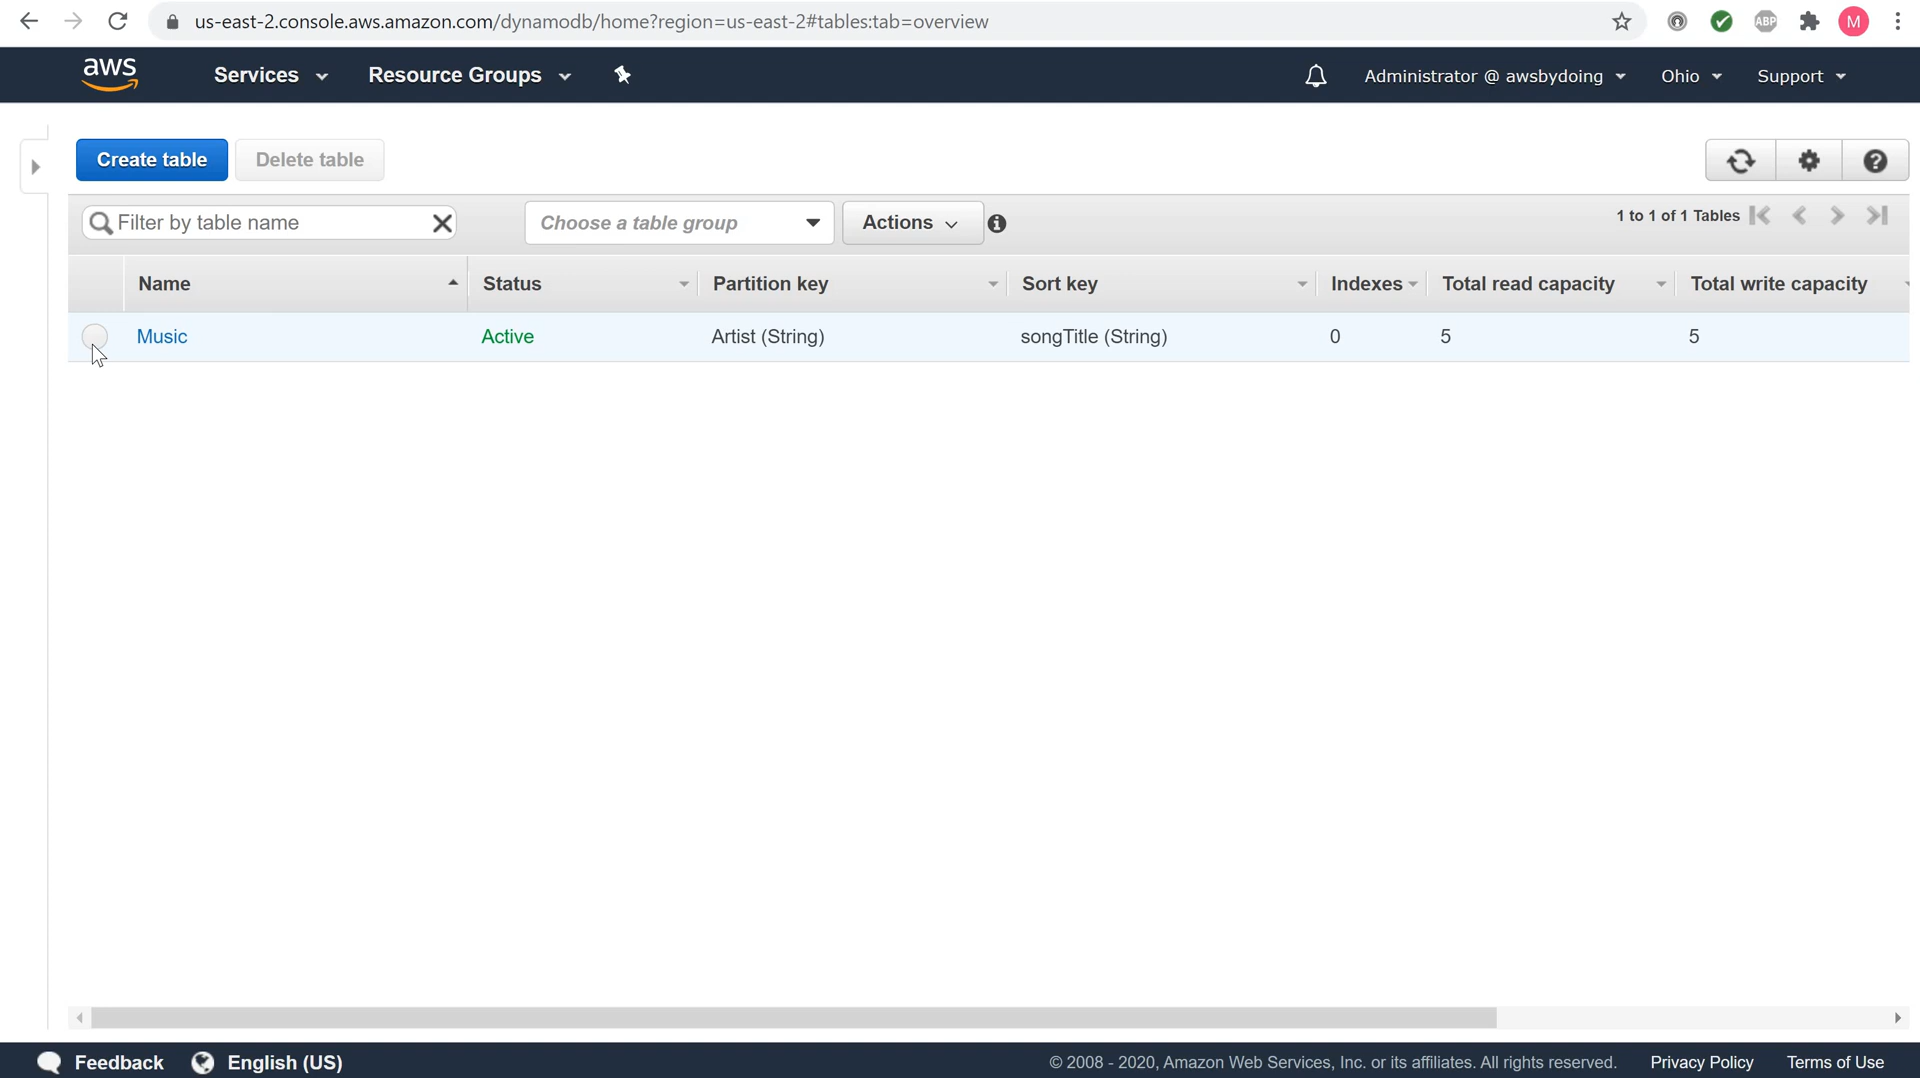 us-east-2.console.aws.amazon.com/dynamodb/home?region=us-east-2#tables:tab=overview
ABP
M
aws
Services
Resource Groups
Administrator @ awsbydoing
Ohio
Support
Create table
Delete table
Filter by table name
Choose a table group
Actions
1 to 1 of 1 Tables
Name
Status
Partition key
Sort key
Indexes
Total read capacity
Total write capacity
Music
Active
Artist (String)
songTitle (String)
0
5
5
Feedback
English (US)
© 2008 - 2020, Amazon Web Services, Inc. or its affiliates. All rights reserved.
Privacy Policy
Terms of Use